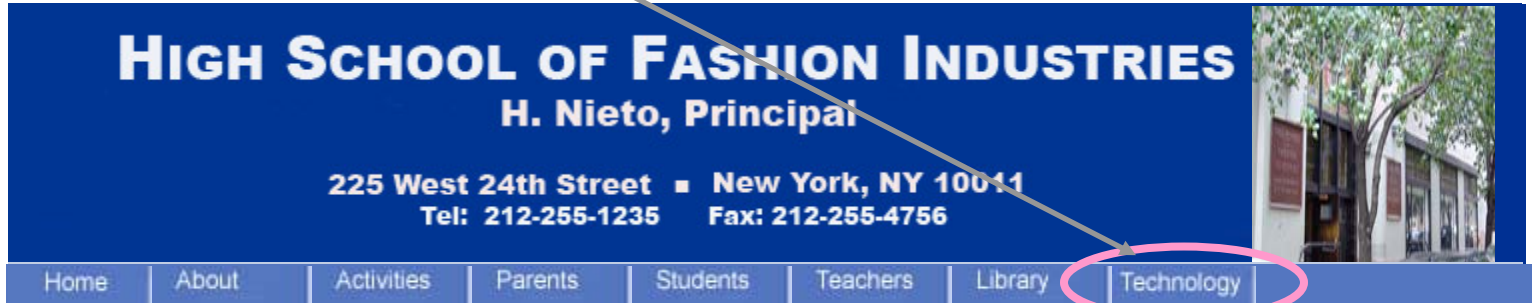 HIGH SCHOOL OF FASHION INDUSTRIES
H. Nieto, Principal
225 West 24th Street ▪ New York, NY 10011
Tel: 212-255-1235 Fax: 212-255-4756
Home About Activities Parents Students Teachers Library Technology